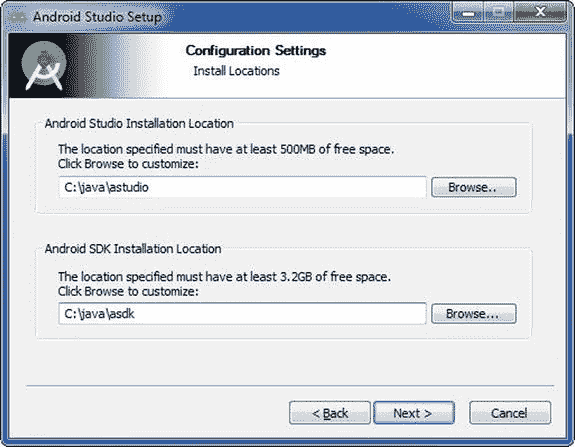 Android Studio Setup
Configuration Settings
Install Locations
Android Studio Installation Location
The location specified must have at least 500MB of free space.
Click Browse to customize:
C:\java\astudio
Browse..
Android SDK Installation Location
The location specified must have at least 3.2GB of free space.
Click Browse to customize:
C:\java\asdk
Browse...
< Back
Next >
Cancel